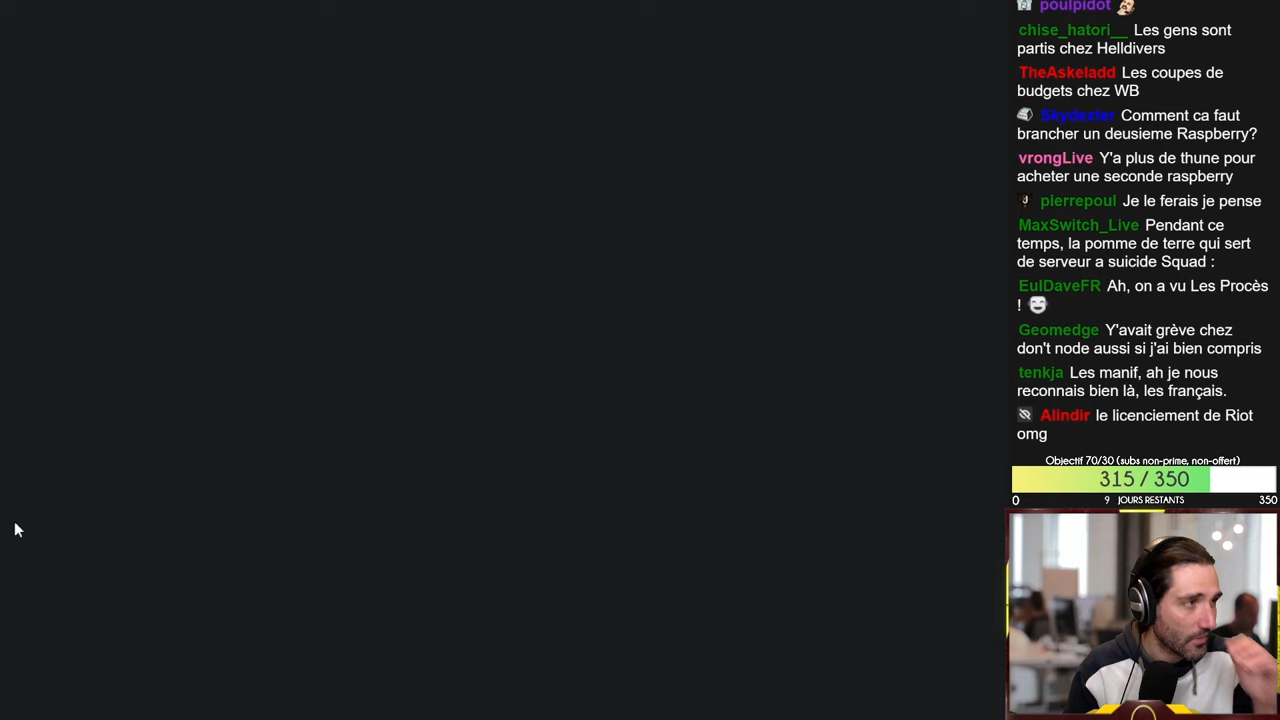 poulpidot
chise_hatori__ Les gens sont
partis chez Helldivers
TheAskeladd Les coupes de
budgets chez WB
Skydexter Comment ca faut
brancher un deusieme Raspberry?
vrongLive Y'a plus de thune pour
acheter une seconde raspberry
pierrepoul Je le ferais je pense
MaxSwitch_Live Pendant ce
temps, la pomme de terre qui sert
de serveur a suicide Squad :
EulDaveFR Ah, on a vu Les Procès
!
Geomedge Y'avait grève chez
don't node aussi si j'ai bien compris
tenkja Les manif, ah je nous
reconnais bien là, les français.
Alindir le licenciement de Riot
omg
Objectif 70/30 (subs non-prime, non-offert)
315 / 350
0 9 JOURS RESTANTS 350